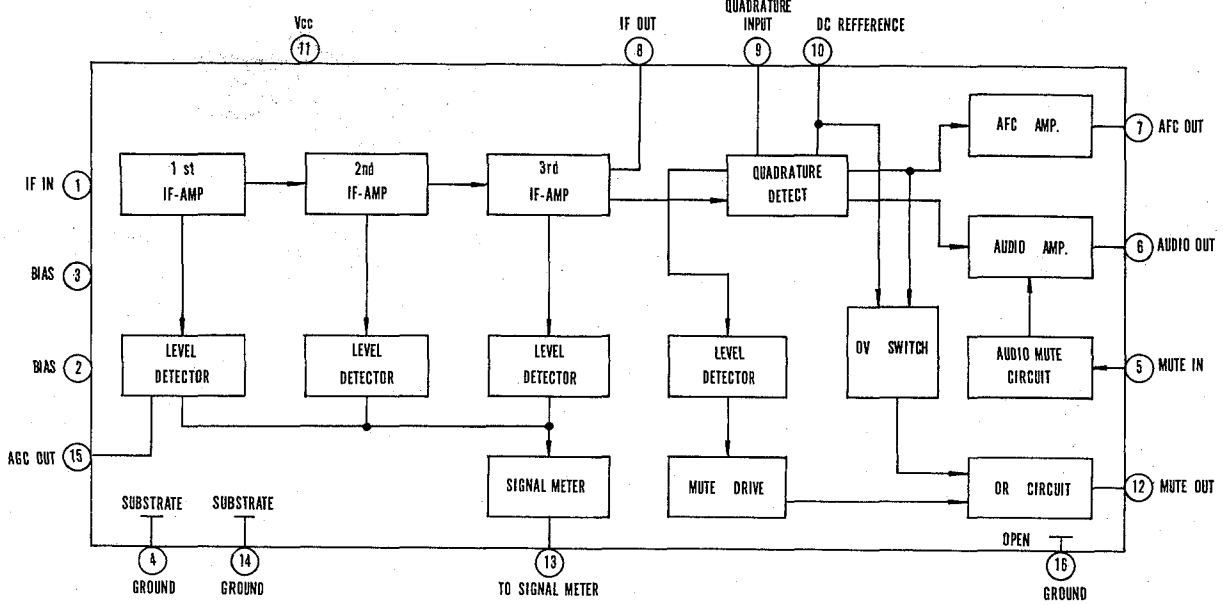 QUADRATURE
Vcc
IF OUT
INPUT
DC REFFERENCE
11
8
9
10
AFC AMP.
7
AFC OUT
1 st
IF-AMP
2nd
IF-AMP
3rd
IF-AMP
QUADRATURE
DETECT
IF IN
1
AUDIO AMP.
6
AUDIO OUT
BIAS
3
LEVEL
DETECTOR
LEVEL
DETECTOR
LEVEL
DETECTOR
LEVEL
DETECTOR
OV SWITCH
AUDIO MUTE
CIRCUIT
BIAS
2
5
MUTE IN
AGC OUT
15
SIGNAL METER
MUTE DRIVE
OR CIRCUIT
12
MUTE OUT
SUBSTRATE
SUBSTRATE
OPEN
4
14
13
16
GROUND
GROUND
TO SIGNAL METER
GROUND